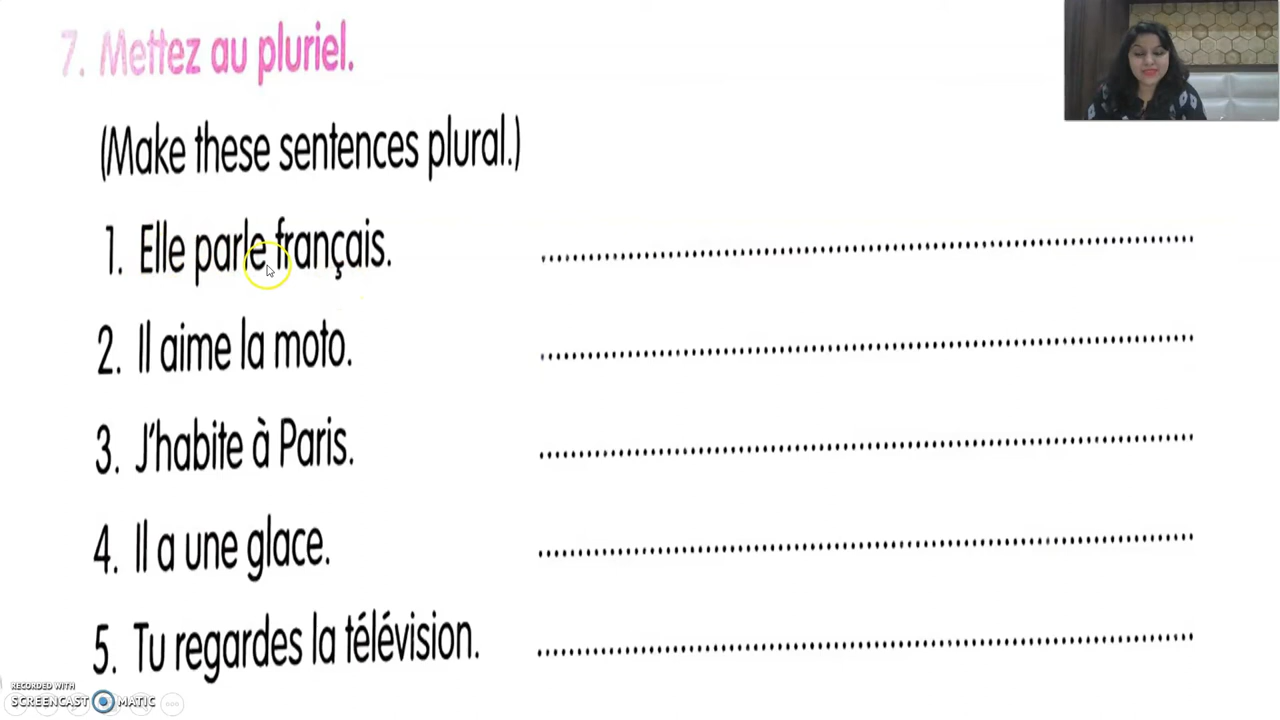 7. Mettez au pluriel.
(Make these sentences plural.)
1. Elle parle français.
2. Il aime la moto.
3. J'habite à Paris.
4. Il a une glace.
5. Tu regardes la télévision.
RECORDED WITH
SCREENCAST MATIC